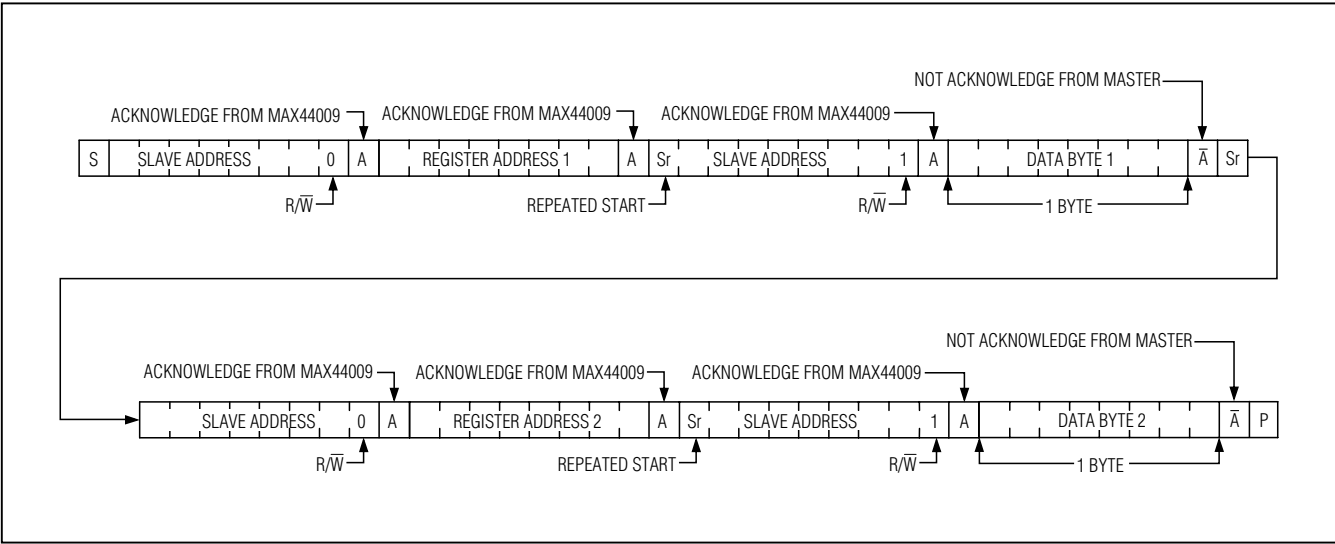 NOT ACKNOWLEDGE FROM MASTER
ACKNOWLEDGE FROM MAX44009 ACKNOWLEDGE FROM MAX44009 ACKNOWLEDGE FROM MAX44009
S SLAVE ADDRESS 0 A REGISTER ADDRESS 1 A Sr SLAVE ADDRESS 1 A DATA BYTE 1 A̅ Sr
R/W̅ REPEATED START R/W̅ 1 BYTE
NOT ACKNOWLEDGE FROM MASTER
ACKNOWLEDGE FROM MAX44009 ACKNOWLEDGE FROM MAX44009 ACKNOWLEDGE FROM MAX44009
SLAVE ADDRESS 0 A REGISTER ADDRESS 2 A Sr SLAVE ADDRESS 1 A DATA BYTE 2 A̅ P
R/W̅ REPEATED START R/W̅ 1 BYTE